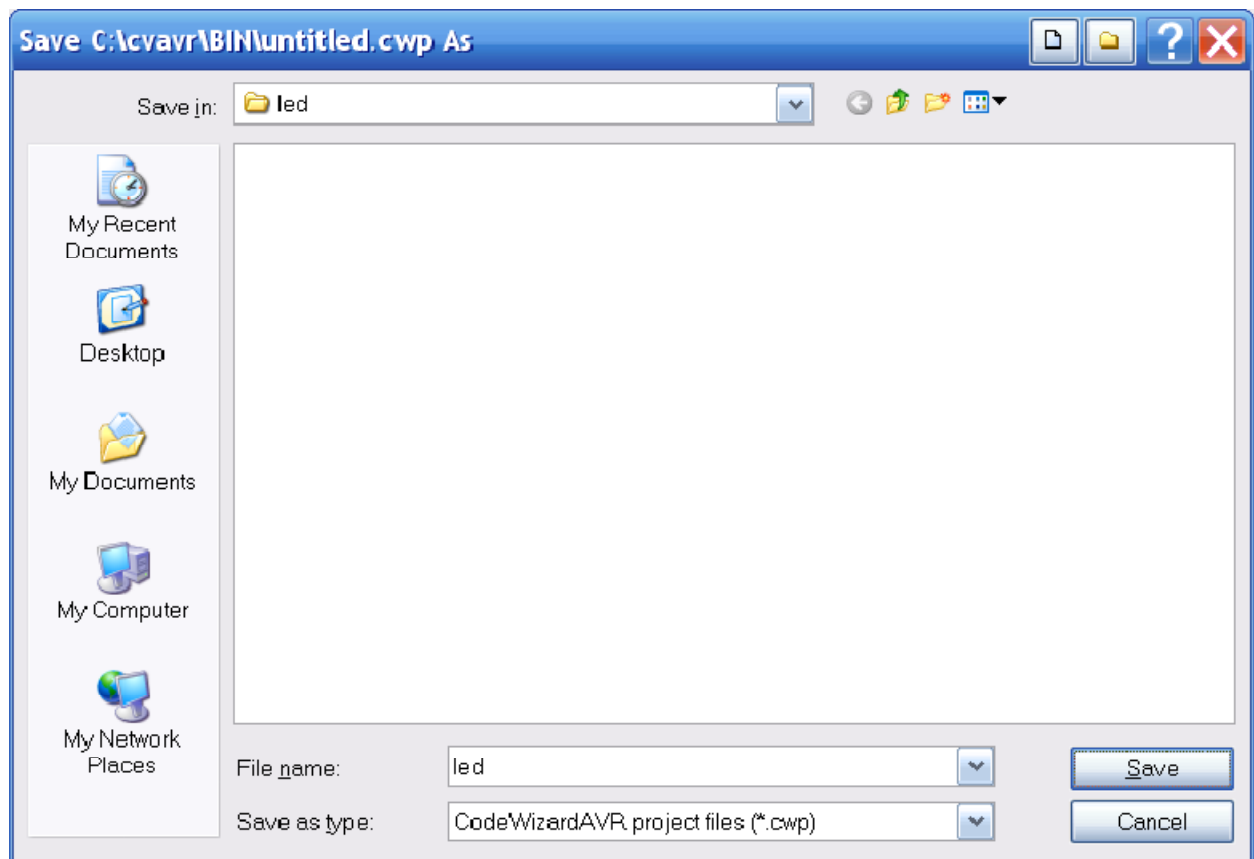 Save C:\cvavr\BIN\untitled.cwp As
Save in:
led
My Recent
Documents
Desktop
My Documents
My Computer
My Network
Places
File name:
led
Save
Save as type:
CodeWizardAVR project files (*.cwp)
Cancel